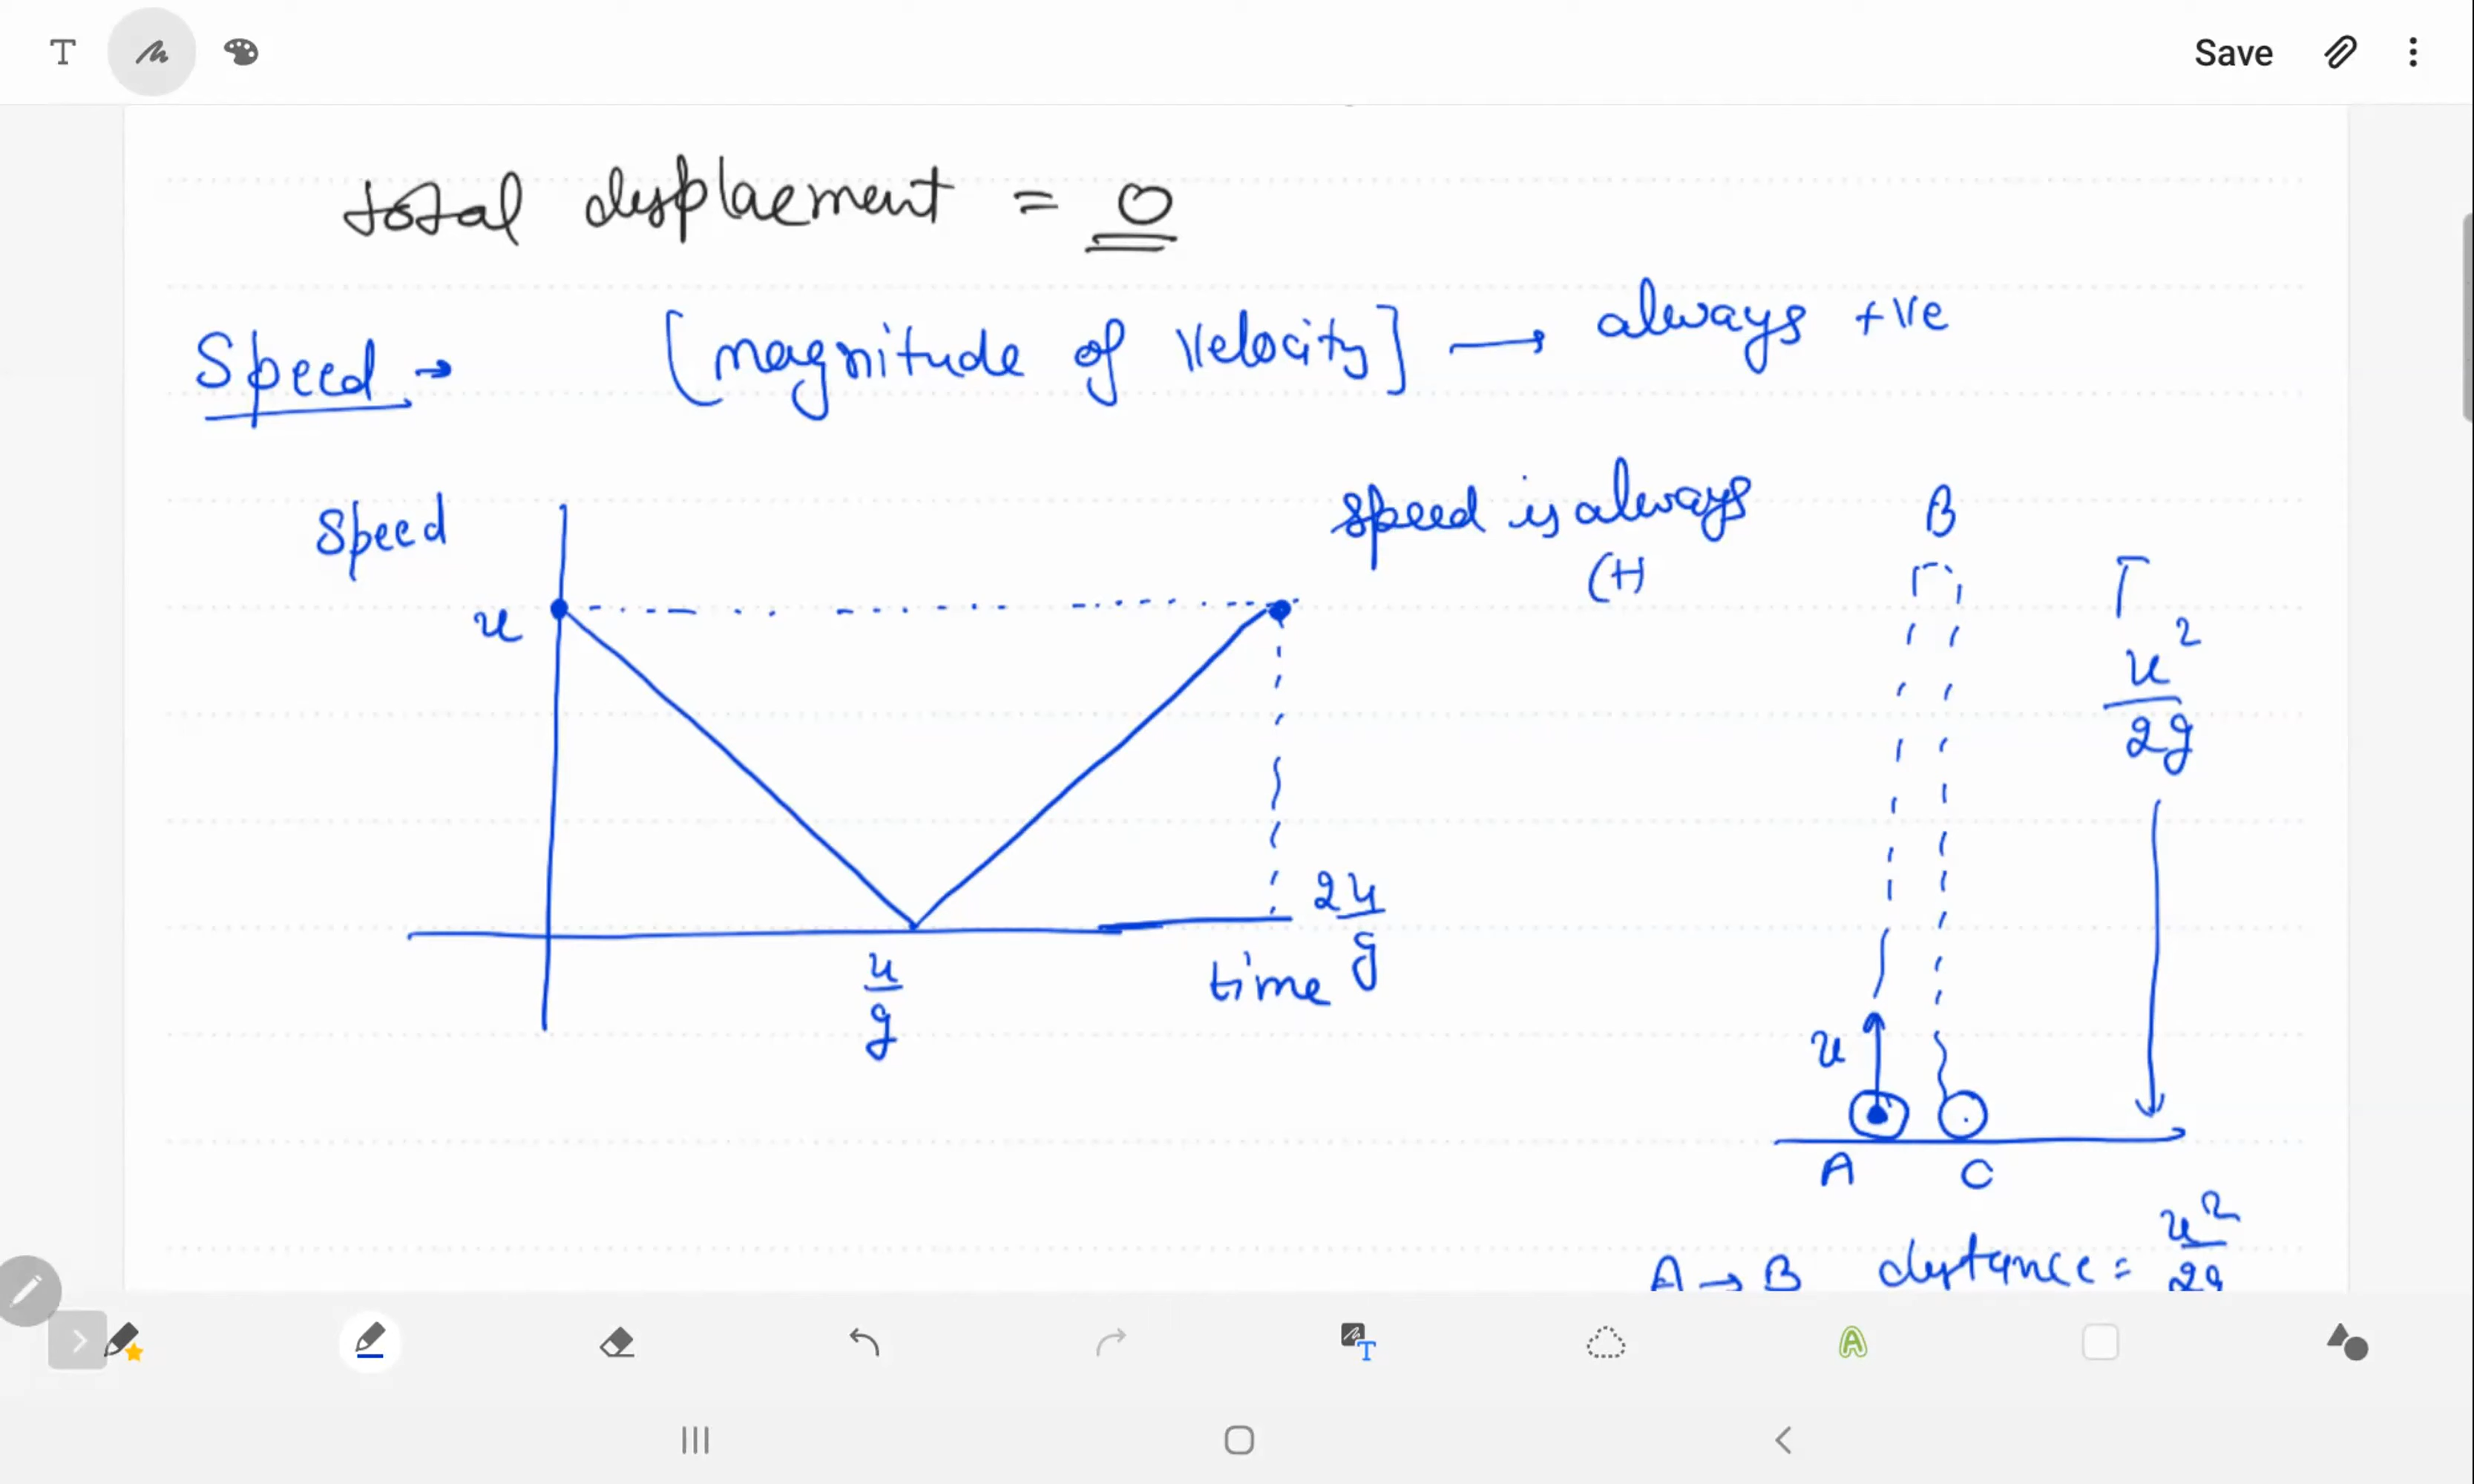 Save
total displaement = 0
Speed → [magnitude of Velocity] → always +ve
Speed
speed is always
(+)
B
u
u²/2g
2u/g
u/g
time
u
A
C
A → B distance = u²/2g